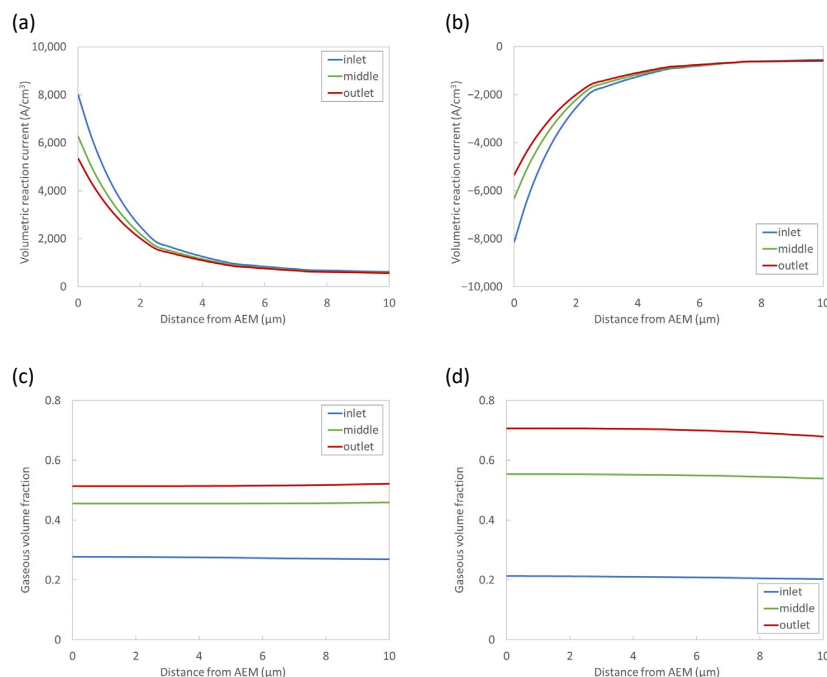 (a)
10,000
8,000
6,000
4,000
2,000
0
0 2 4 6 8 10
Volumetric reaction current (A/cm³)
Distance from AEM (μm)
inlet
middle
outlet
(b)
0
−2,000
−4,000
−6,000
−8,000
−10,000
0 2 4 6 8 10
Volumetric reaction current (A/cm³)
Distance from AEM (μm)
inlet
middle
outlet
(c)
0.8
0.6
0.4
0.2
0
0 2 4 6 8 10
Gaseous volume fraction
Distance from AEM (μm)
inlet
middle
outlet
(d)
0.8
0.6
0.4
0.2
0
0 2 4 6 8 10
Gaseous volume fraction
Distance from AEM (μm)
inlet
middle
outlet